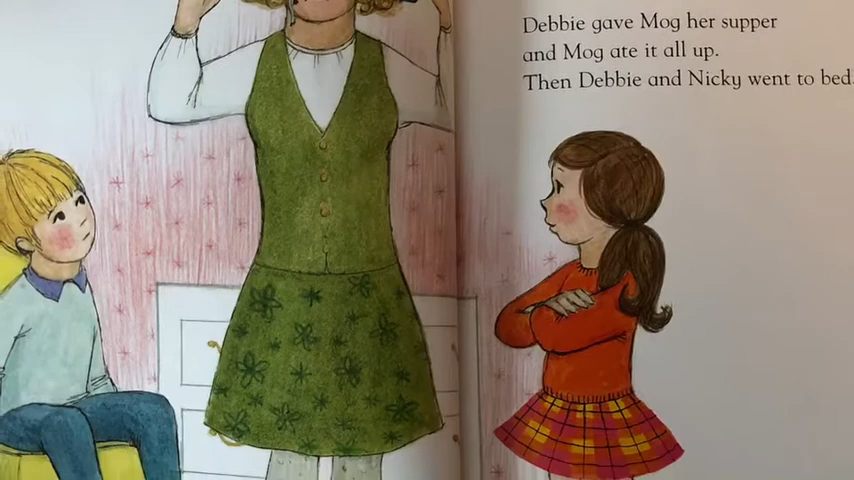 Debbie gave Mog her supper
and Mog ate it all up.
Then Debbie and Nicky went to bed.